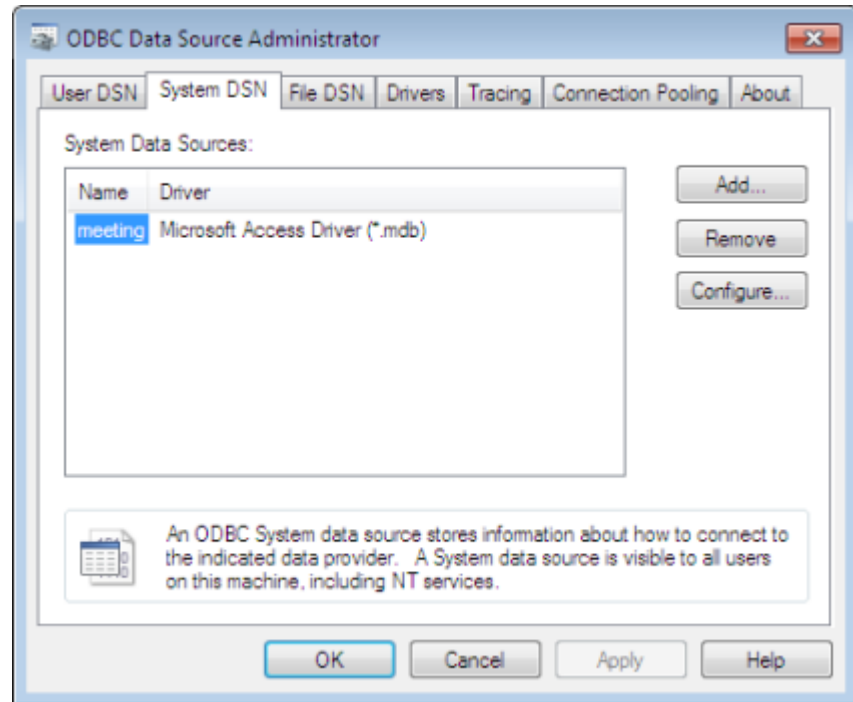 ODBC Data Source Administrator
User DSN System DSN File DSN Drivers Tracing Connection Pooling About
System Data Sources:
Name Driver
meeting Microsoft Access Driver (*.mdb)
Add...
Remove
Configure...
An ODBC System data source stores information about how to connect to
the indicated data provider. A System data source is visible to all users
on this machine, including NT services.
OK Cancel Apply Help